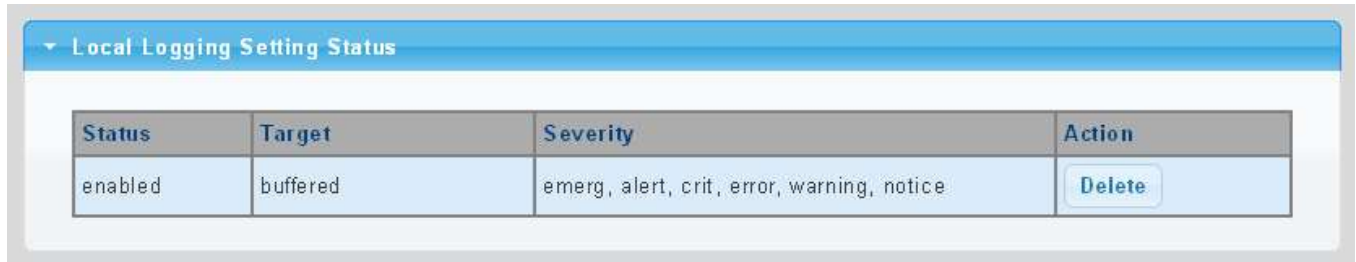 Local Logging Setting Status
Status Target Severity Action
enabled buffered emerg, alert, crit, error, warning, notice Delete